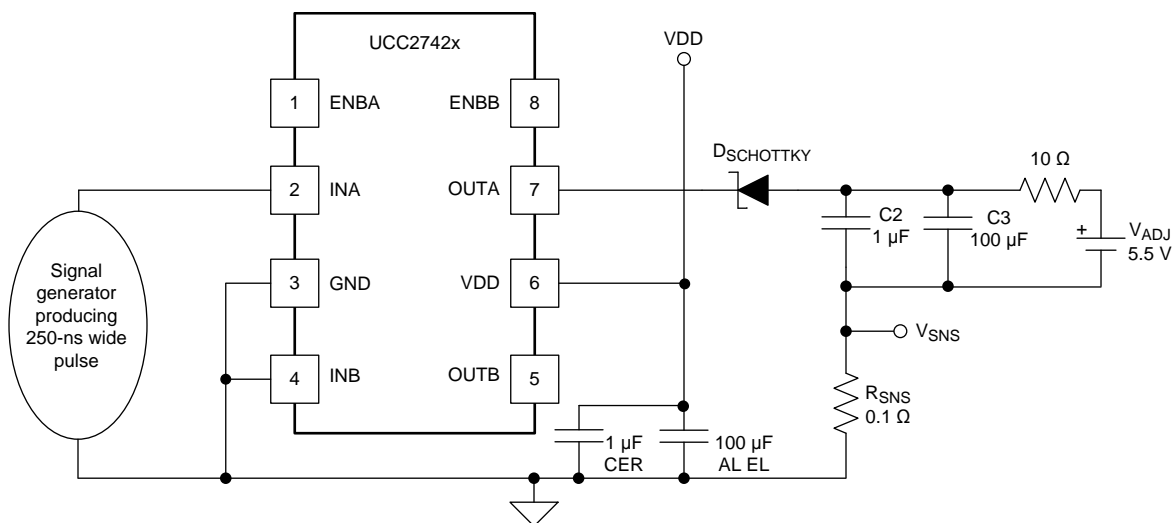 UCC2742x
VDD
1 ENBA ENBB 8
DSCHOTTKY
10 Ω
2 INA OUTA 7
C2
1 µF
C3
100 µF
+
VADJ
5.5 V
Signal
generator
producing
250-ns wide
pulse
3 GND VDD 6
VSNS
4 INB OUTB 5
RSNS
0.1 Ω
1 µF
CER
100 µF
AL EL